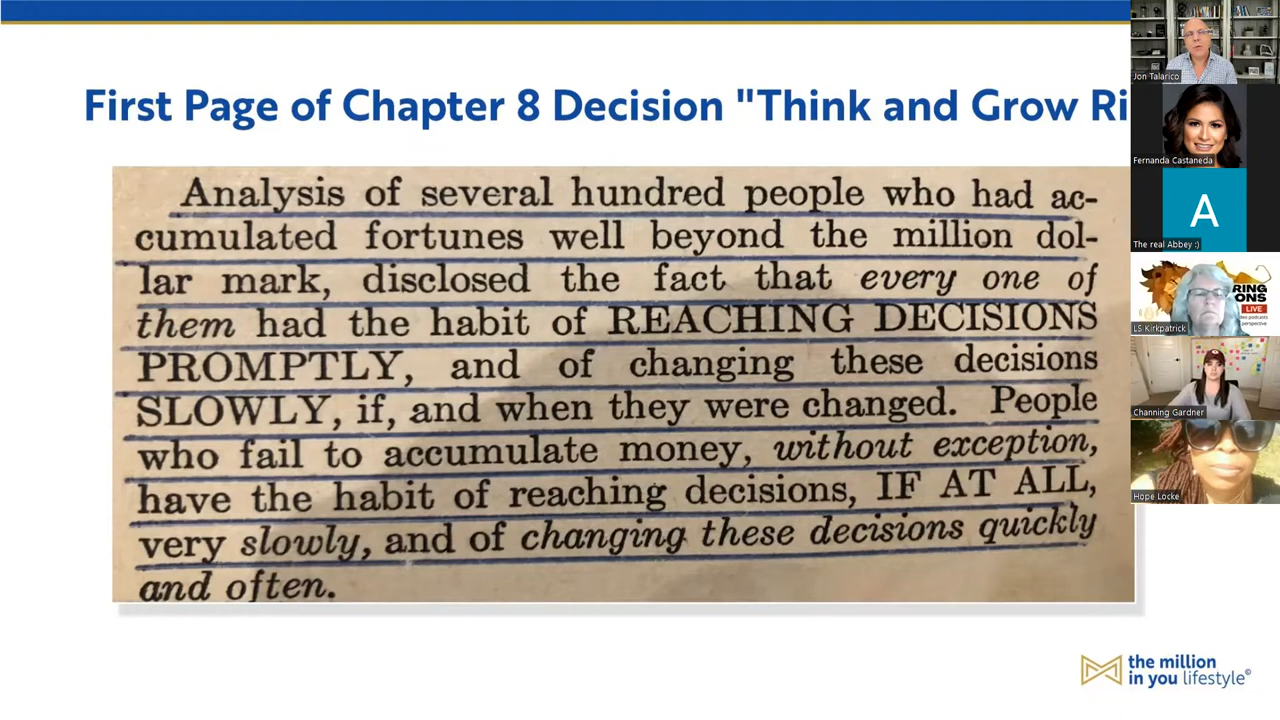 First Page of Chapter 8 Decision "Think and Grow Ri
Analysis of several hundred people who had ac-
cumulated fortunes well beyond the million dol-
lar mark, disclosed the fact that every one of
them had the habit of REACHING DECISIONS
PROMPTLY, and of changing these decisions
SLOWLY, if, and when they were changed. People
who fail to accumulate money, without exception,
have the habit of reaching decisions, IF AT ALL,
very slowly, and of changing these decisions quickly
and often.
the million
in you lifestyle©
Jon Talarico
Fernanda Castaneda
A
The real Abbey :)
RING
ONS
LIVE
perspective
LS Kirkpatrick
Channing Gardner
Hope Locke